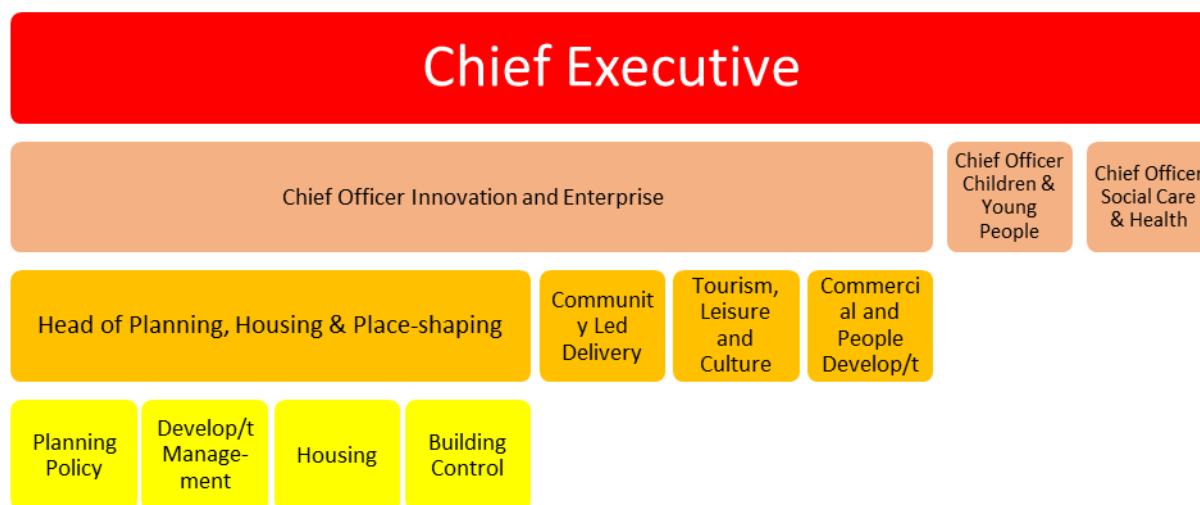 Chief Executive
Chief Officer Innovation and Enterprise
Chief Officer
Children &
Young
People
Chief Officer
Social Care
& Health
Head of Planning, Housing & Place-shaping
Communit
y Led
Delivery
Tourism,
Leisure
and
Culture
Commerci
al and
People
Develop/t
Planning
Policy
Develop/t
Manage-
ment
Housing
Building
Control